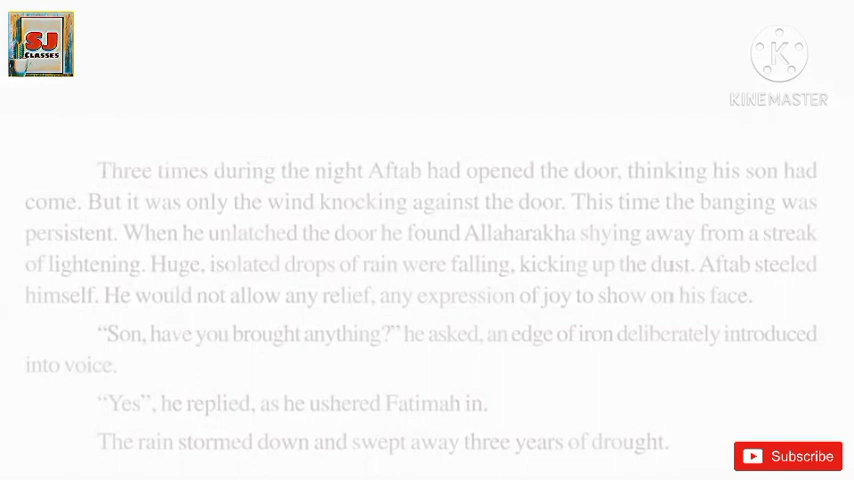 SJ
CLASSES
KINEMASTER
Three times during the night Aftab had opened the door, thinking his son had
come. But it was only the wind knocking against the door. This time the banging was
persistent. When he unlatched the door he found Allaharakha shying away from a streak
of lightening. Huge, isolated drops of rain were falling, kicking up the dust. Aftab steeled
himself. He would not allow any relief, any expression of joy to show on his face.
“Son, have you brought anything?” he asked, an edge of iron deliberately introduced
into voice.
“Yes”, he replied, as he ushered Fatimah in.
The rain stormed down and swept away three years of drought.
Subscribe